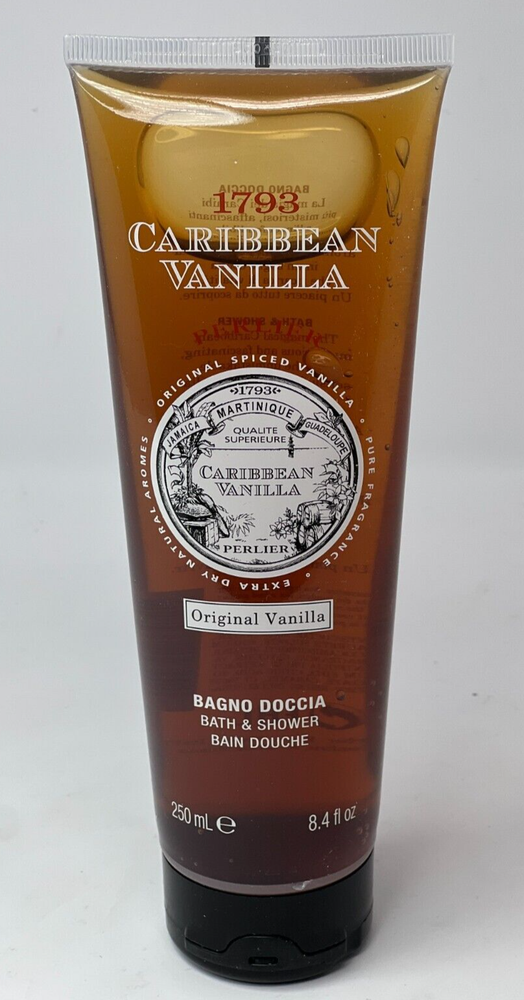 1793
CARIBBEAN
VANILLA
PERLIER
· ORIGINAL SPICED VANILLA ·
PURE FRAGRANCE
EXTRA DRY NATURAL AROMES
·1793·
JAMAICA MARTINIQUE GUADELOUPE
QUALITE
SUPERIEURE
CARIBBEAN
VANILLA
PERLIER
Original Vanilla
BAGNO DOCCIA
BATH & SHOWER
BAIN DOUCHE
250 mL ℮ 8.4 fl oz